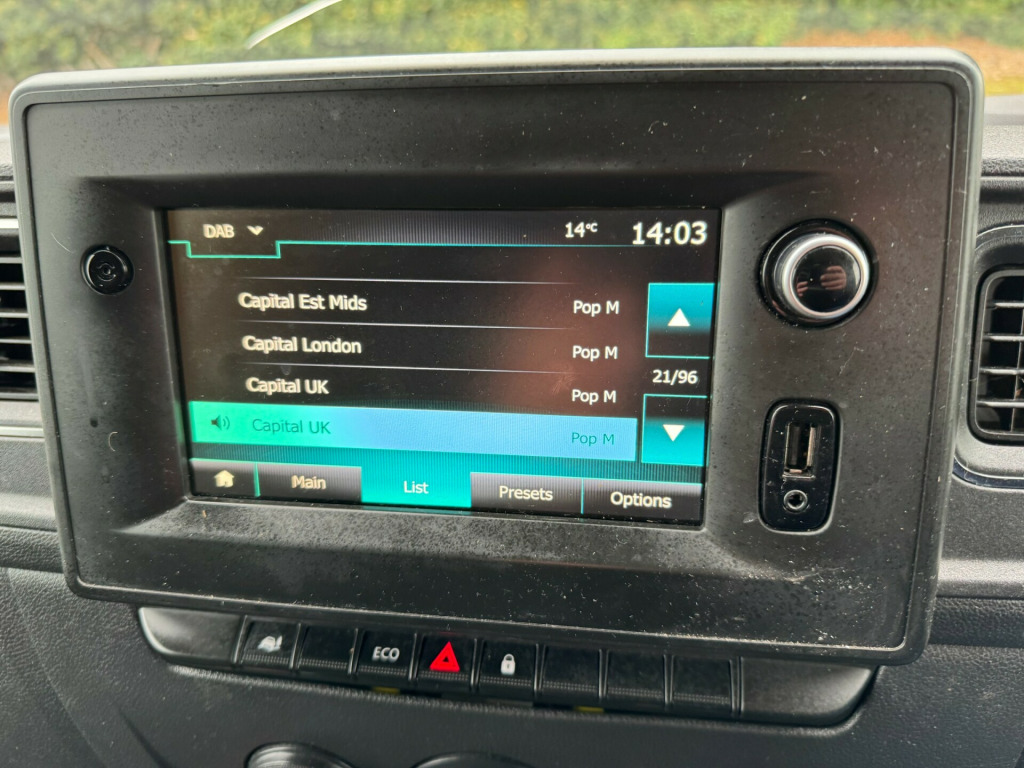 DAB 14°C 14:03
Capital Est Mids Pop M
Capital London Pop M
21/96
Capital UK Pop M
Capital UK Pop M
Main List Presets Options
ECO